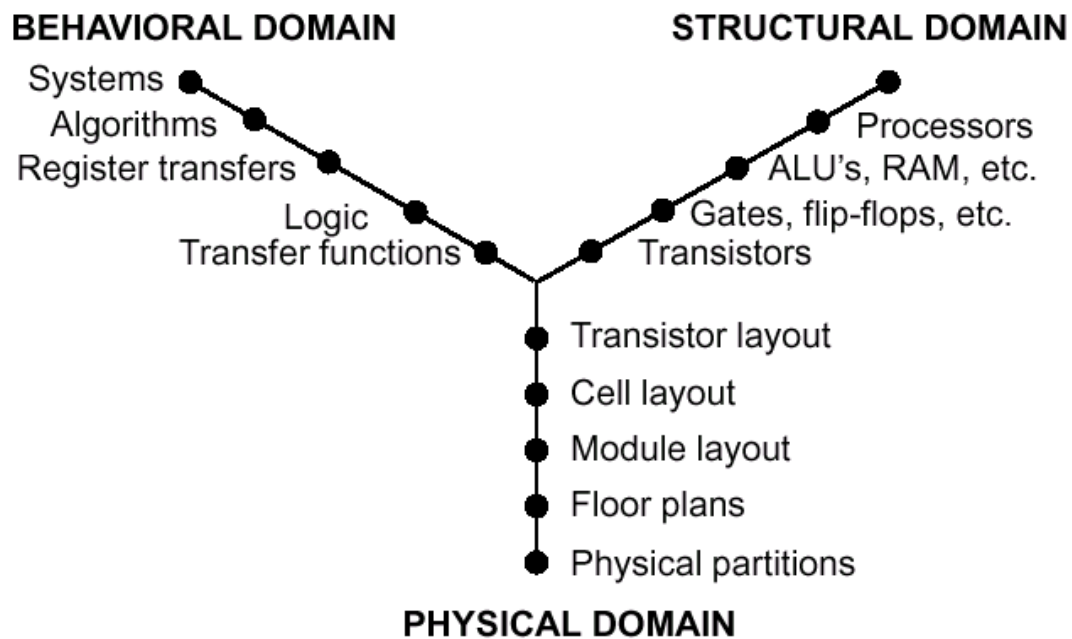 BEHAVIORAL DOMAIN
STRUCTURAL DOMAIN
Systems
Algorithms
Register transfers
Logic
Transfer functions
Processors
ALU's, RAM, etc.
Gates, flip-flops, etc.
Transistors
Transistor layout
Cell layout
Module layout
Floor plans
Physical partitions
PHYSICAL DOMAIN